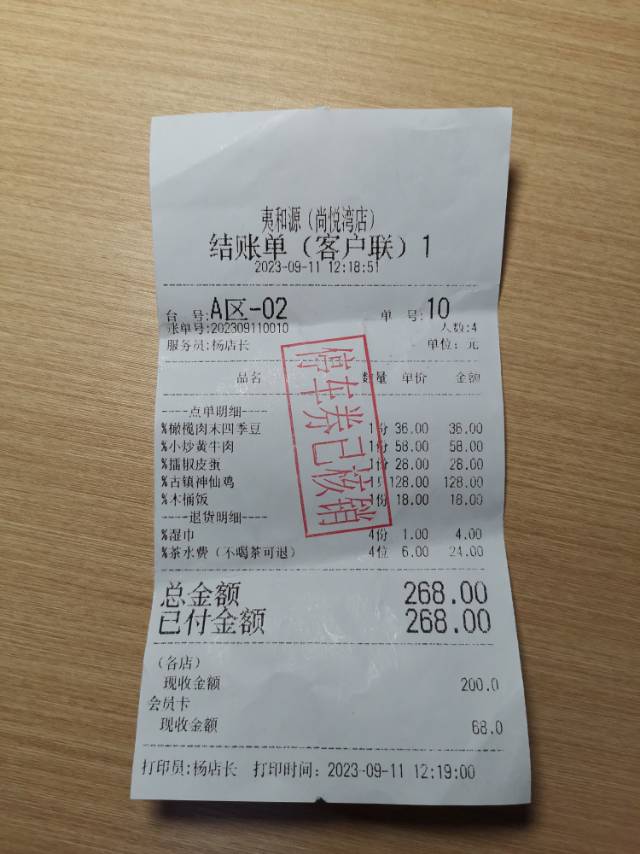 夷和源（尚悦湾店）
结账单（客户联）1
2023-09-11 12:18:51
台 号:A区-02 单 号:10
账单号:202309110010 人数:4
服务员:杨店长 单位: 元
品名 数量 单价 金额
----点单明细----
%橄榄肉末四季豆 1份 36.00 36.00
%小炒黄牛肉 1份 58.00 58.00
%擂椒皮蛋 1份 28.00 28.00
%古镇神仙鸡 1 128.00 128.00
%木桶饭 1份 18.00 18.00
----退货明细----
%湿巾 4份 1.00 4.00
%茶水费（不喝茶可退） 4位 6.00 24.00
总金额 268.00
已付金额 268.00
（各店）
现收金额 200.0
会员卡
现收金额 68.0
打印员:杨店长 打印时间: 2023-09-11 12:19:00
停车券已核销